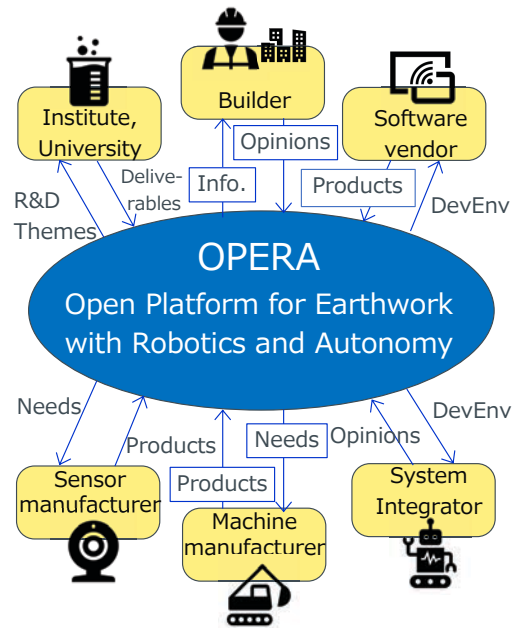 Institute,
University
Builder
Software
vendor
R&D
Themes
Delive-
rables
Info.
Opinions
Products
DevEnv
OPERA
Open Platform for Earthwork
with Robotics and Autonomy
Needs
Products
Products
Needs
Opinions
DevEnv
Sensor
manufacturer
Machine
manufacturer
System
Integrator